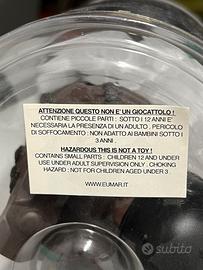 ATTENZIONE QUESTO NON E' UN GIOCATTOLO !
CONTIENE PICCOLE PARTI : SOTTO I 12 ANNI E'
NECESSARIA LA PRESENZA DI UN ADULTO . PERICOLO
DI SOFFOCAMENTO : NON ADATTO AI BAMBINI SOTTO I
3 ANNI .
HAZARDOUS THIS IS NOT A TOY !
CONTAINS SMALL PARTS : CHILDREN 12 AND UNDER
USE UNDER ADULT SUPERVISION ONLY . CHOKING
HAZARD : NOT FOR CHILDREN AGED UNDER 3
WWW.EUMAR.IT
subito